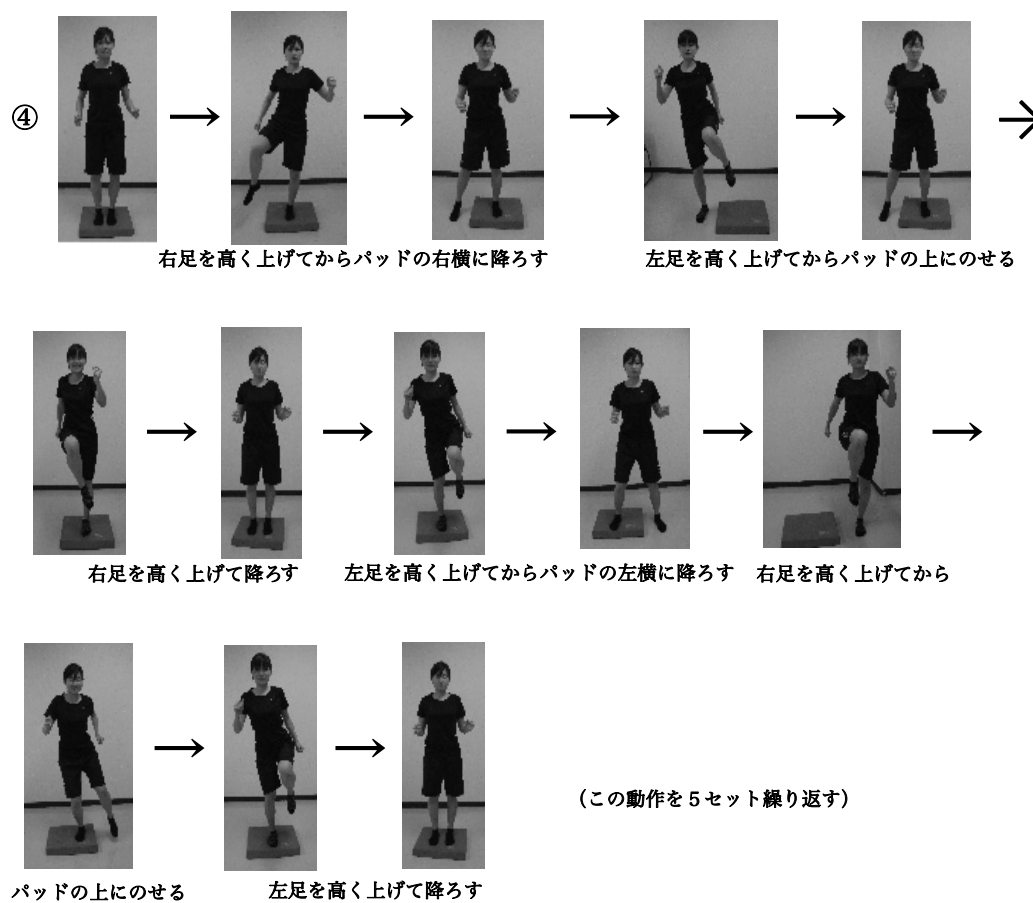 ④
右足を高く上げてからパッドの右横に降ろす
左足を高く上げてからパッドの上にのせる
右足を高く上げて降ろす
左足を高く上げてからパッドの左横に降ろす
右足を高く上げてから
(この動作を5セット繰り返す)
パッドの上にのせる
左足を高く上げて降ろす